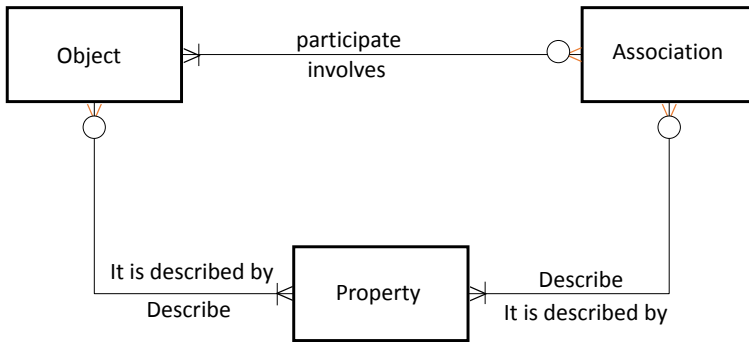 Object
participate
involves
Association
It is described by
Describe
Property
Describe
It is described by